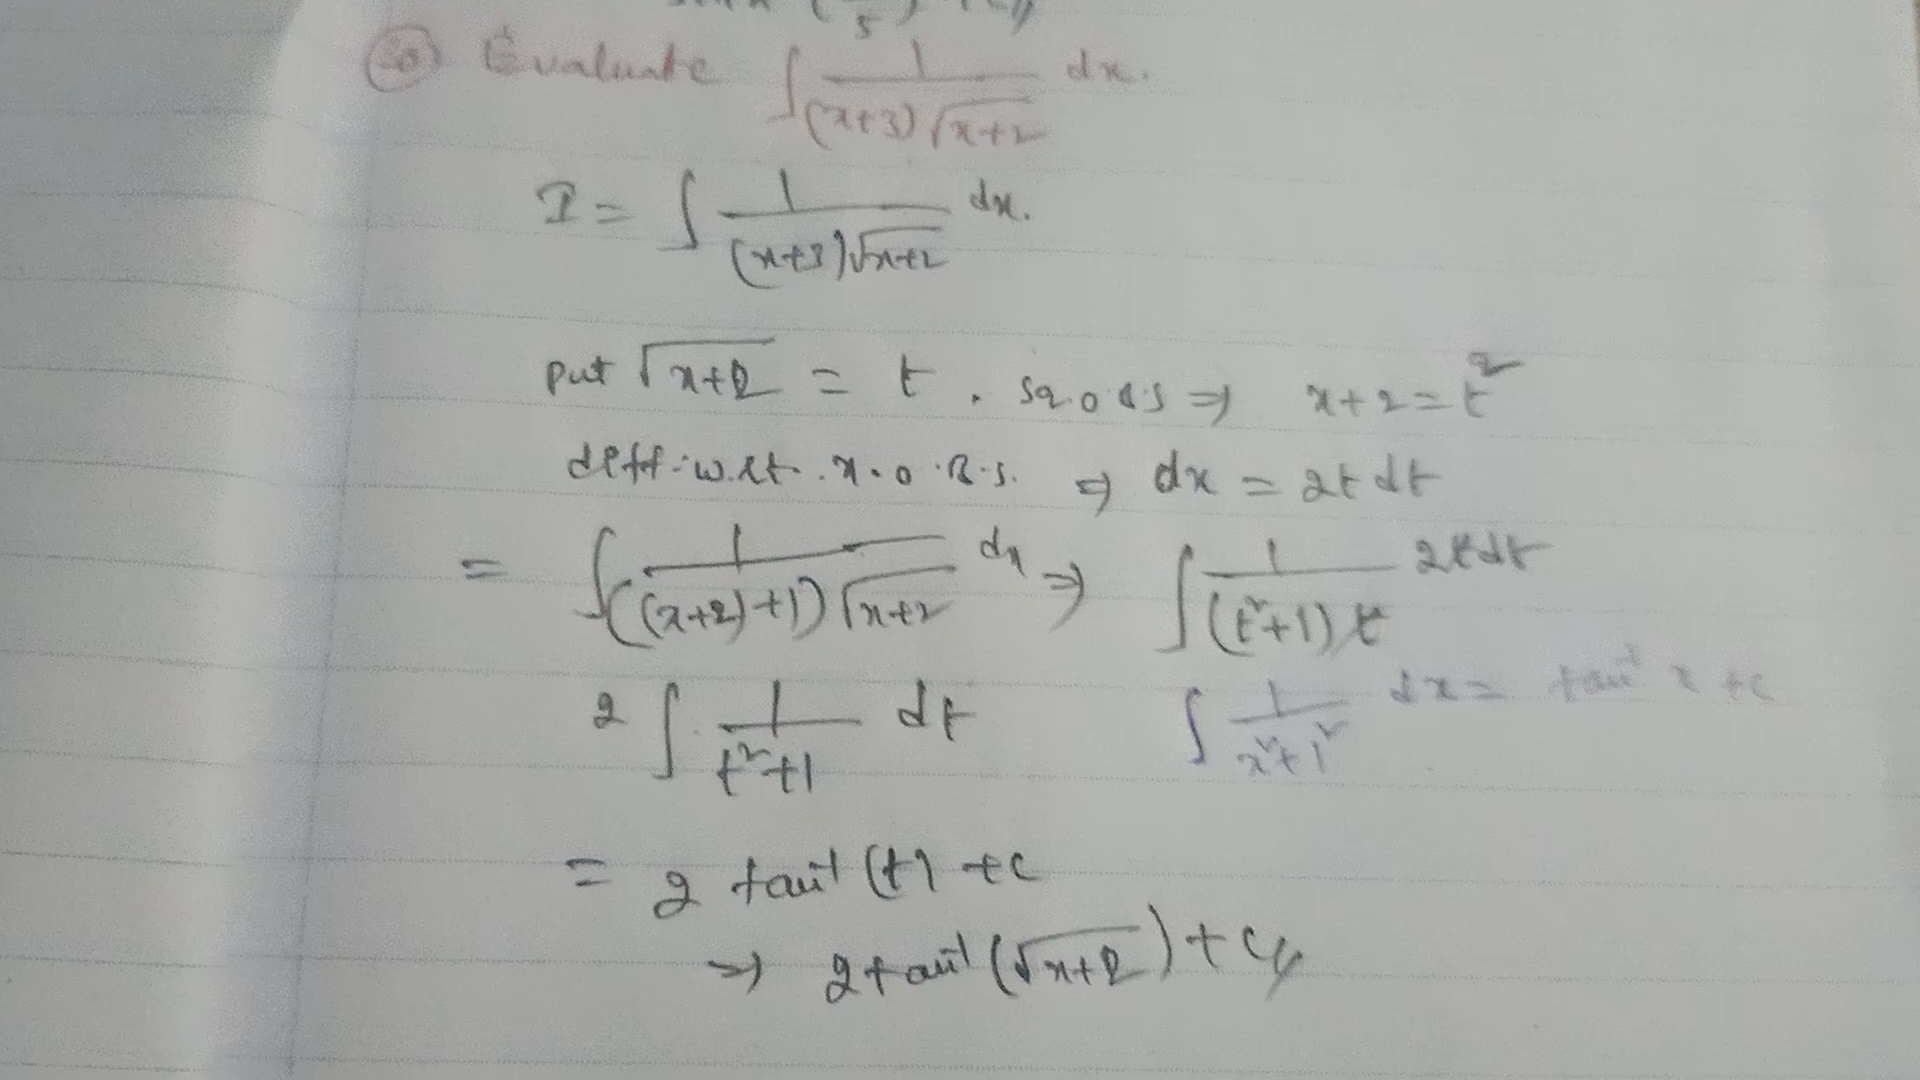 5
Evaluate ∫ 1/((x+3)√(x+2)) dx.
I = ∫ 1/((x+3)√(x+2)) dx.
put √(x+2) = t . sq.o.B.S ⇒ x+2 = t²
diff. w.r.t. x. o. B.S. ⇒ dx = 2t dt
= ∫ 1/(((x+2)+1)√(x+2)) dx ⇒ ∫ 1/((t²+1) t) 2t dt
2 ∫ 1/(t²+1) dt ∫ 1/(x²+1²) dx = tan⁻¹ x + c
= 2 tan⁻¹ (t) + c
⇒ 2 tan⁻¹ (√(x+2)) + c //